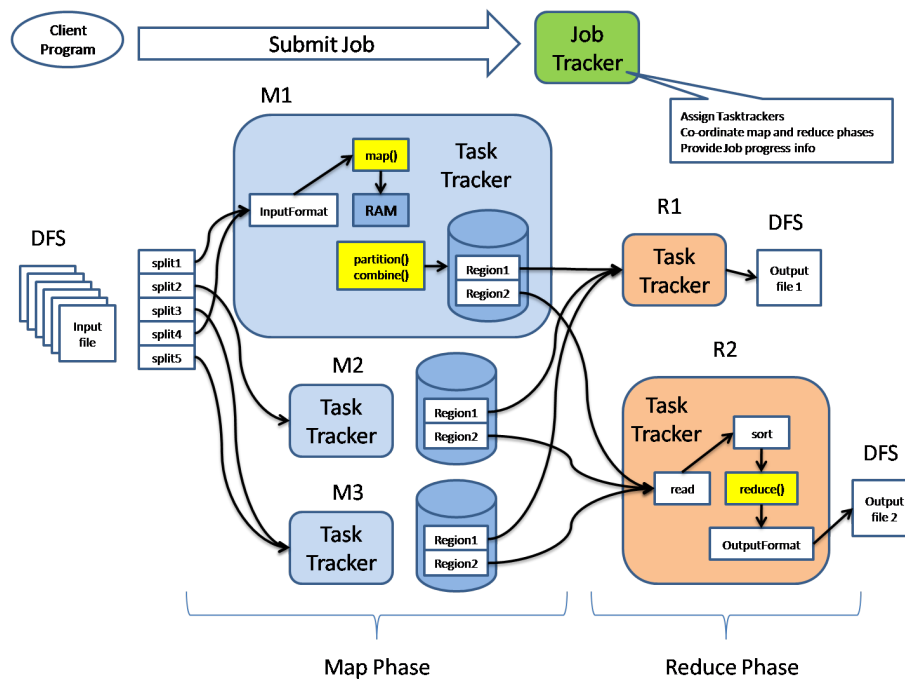 Client
Program
Submit Job
Job
Tracker
Assign Tasktrackers
Co-ordinate map and reduce phases
Provide Job progress info
M1
Task
Tracker
map()
InputFormat
RAM
partition()
combine()
Region1
Region2
DFS
Input
file
split1
split2
split3
split4
split5
M2
Task
Tracker
Region1
Region2
M3
Task
Tracker
Region1
Region2
R1
Task
Tracker
DFS
Output
file 1
R2
Task
Tracker
sort
read
reduce()
OutputFormat
DFS
Output
file 2
Map Phase
Reduce Phase